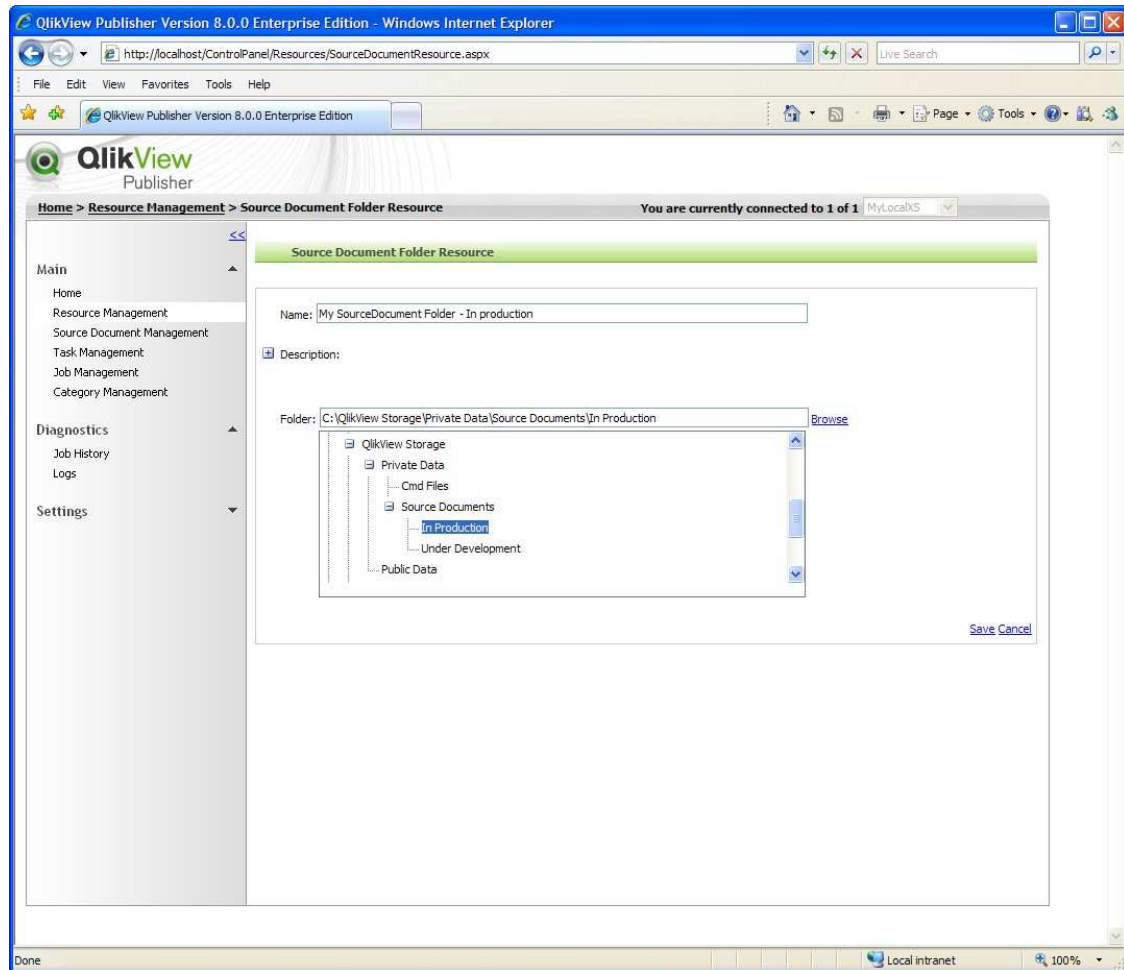 QlikView Publisher Version 8.0.0 Enterprise Edition - Windows Internet Explorer
http://localhost/ControlPanel/Resources/SourceDocumentResource.aspx
Live Search
File Edit View Favorites Tools Help
QlikView Publisher Version 8.0.0 Enterprise Edition
Page Tools
QlikView
Publisher
Home > Resource Management > Source Document Folder Resource
You are currently connected to 1 of 1 MyLocalXS
<<
Source Document Folder Resource
Main
Home
Resource Management
Source Document Management
Task Management
Job Management
Category Management
Diagnostics
Job History
Logs
Settings
Name: My SourceDocument Folder - In production
Description:
Folder: C:\QlikView Storage\Private Data\Source Documents\In Production Browse
QlikView Storage
Private Data
Cmd Files
Source Documents
In Production
Under Development
Public Data
Save Cancel
Done
Local intranet
100%